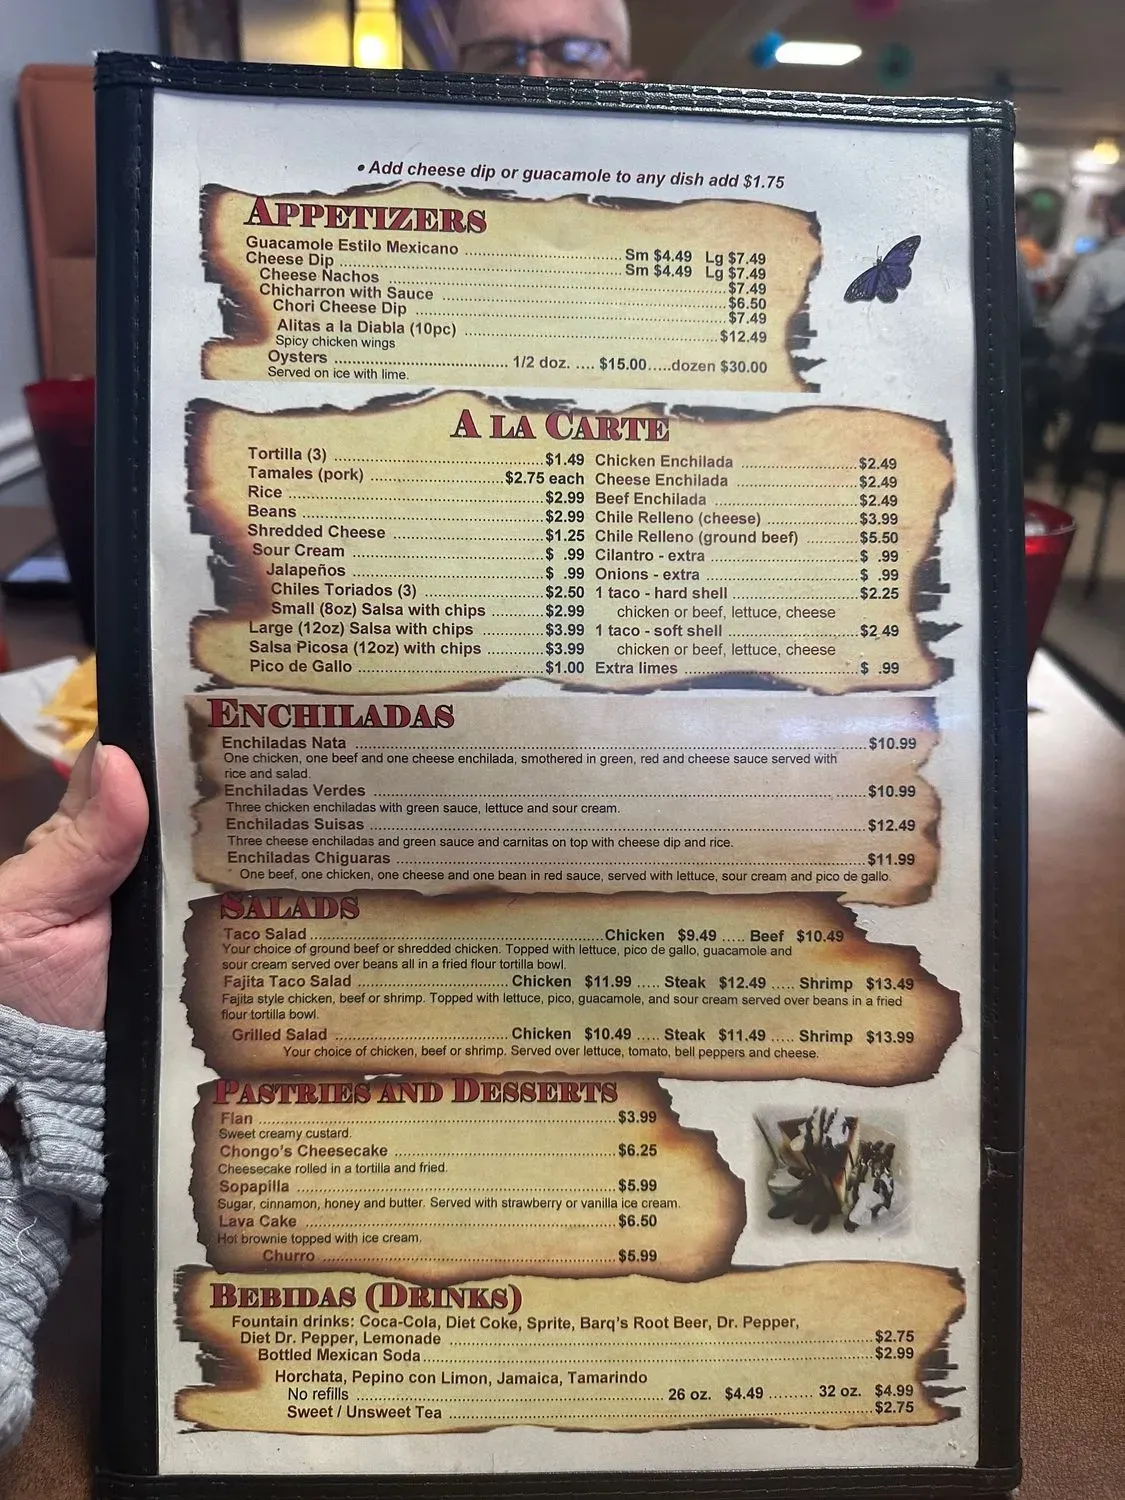 • Add cheese dip or guacamole to any dish add $1.75
APPETIZERS
Guacamole Estilo Mexicano ........ Sm $4.49 Lg $7.49
Cheese Dip ........ Sm $4.49 Lg $7.49
Cheese Nachos ........ $7.49
Chicharron with Sauce ........ $6.50
Chori Cheese Dip ........ $7.49
Alitas a la Diabla (10pc) ........ $12.49
Spicy chicken wings
Oysters ........ 1/2 doz. .... $15.00.....dozen $30.00
Served on ice with lime.
A LA CARTE
Tortilla (3) ........ $1.49
Tamales (pork) ........ $2.75 each
Rice ........ $2.99
Beans ........ $2.99
Shredded Cheese ........ $1.25
Sour Cream ........ $ .99
Jalapeños ........ $ .99
Chiles Toriados (3) ........ $2.50
Small (8oz) Salsa with chips ........ $2.99
Large (12oz) Salsa with chips ........ $3.99
Salsa Picosa (12oz) with chips ........ $3.99
Pico de Gallo ........ $1.00
Chicken Enchilada ........ $2.49
Cheese Enchilada ........ $2.49
Beef Enchilada ........ $2.49
Chile Relleno (cheese) ........ $3.99
Chile Relleno (ground beef) ........ $5.50
Cilantro - extra ........ $ .99
Onions - extra ........ $ .99
1 taco - hard shell ........ $2.25
chicken or beef, lettuce, cheese
1 taco - soft shell ........ $2.49
chicken or beef, lettuce, cheese
Extra limes ........ $ .99
ENCHILADAS
Enchiladas Nata ........ $10.99
One chicken, one beef and one cheese enchilada, smothered in green, red and cheese sauce served with
rice and salad.
Enchiladas Verdes ........ $10.99
Three chicken enchiladas with green sauce, lettuce and sour cream.
Enchiladas Suisas ........ $12.49
Three cheese enchiladas and green sauce and carnitas on top with cheese dip and rice.
Enchiladas Chiguaras ........ $11.99
One beef, one chicken, one cheese and one bean in red sauce, served with lettuce, sour cream and pico de gallo.
SALADS
Taco Salad ........ Chicken $9.49 ..... Beef $10.49
Your choice of ground beef or shredded chicken. Topped with lettuce, pico de gallo, guacamole and
sour cream served over beans all in a fried flour tortilla bowl.
Fajita Taco Salad ........ Chicken $11.99 ..... Steak $12.49 ..... Shrimp $13.49
Fajita style chicken, beef or shrimp. Topped with lettuce, pico, guacamole, and sour cream served over beans in a fried
flour tortilla bowl.
Grilled Salad ........ Chicken $10.49 ..... Steak $11.49 ..... Shrimp $13.99
Your choice of chicken, beef or shrimp. Served over lettuce, tomato, bell peppers and cheese.
PASTRIES AND DESSERTS
Flan ........ $3.99
Sweet creamy custard.
Chongo's Cheesecake ........ $6.25
Cheesecake rolled in a tortilla and fried.
Sopapilla ........ $5.99
Sugar, cinnamon, honey and butter. Served with strawberry or vanilla ice cream.
Lava Cake ........ $6.50
Hot brownie topped with ice cream.
Churro ........ $5.99
BEBIDAS (DRINKS)
Fountain drinks: Coca-Cola, Diet Coke, Sprite, Barq's Root Beer, Dr. Pepper,
Diet Dr. Pepper, Lemonade ........ $2.75
Bottled Mexican Soda ........ $2.99
Horchata, Pepino con Limon, Jamaica, Tamarindo
No refills ........ 26 oz. $4.49 ......... 32 oz. $4.99
Sweet / Unsweet Tea ........ $2.75